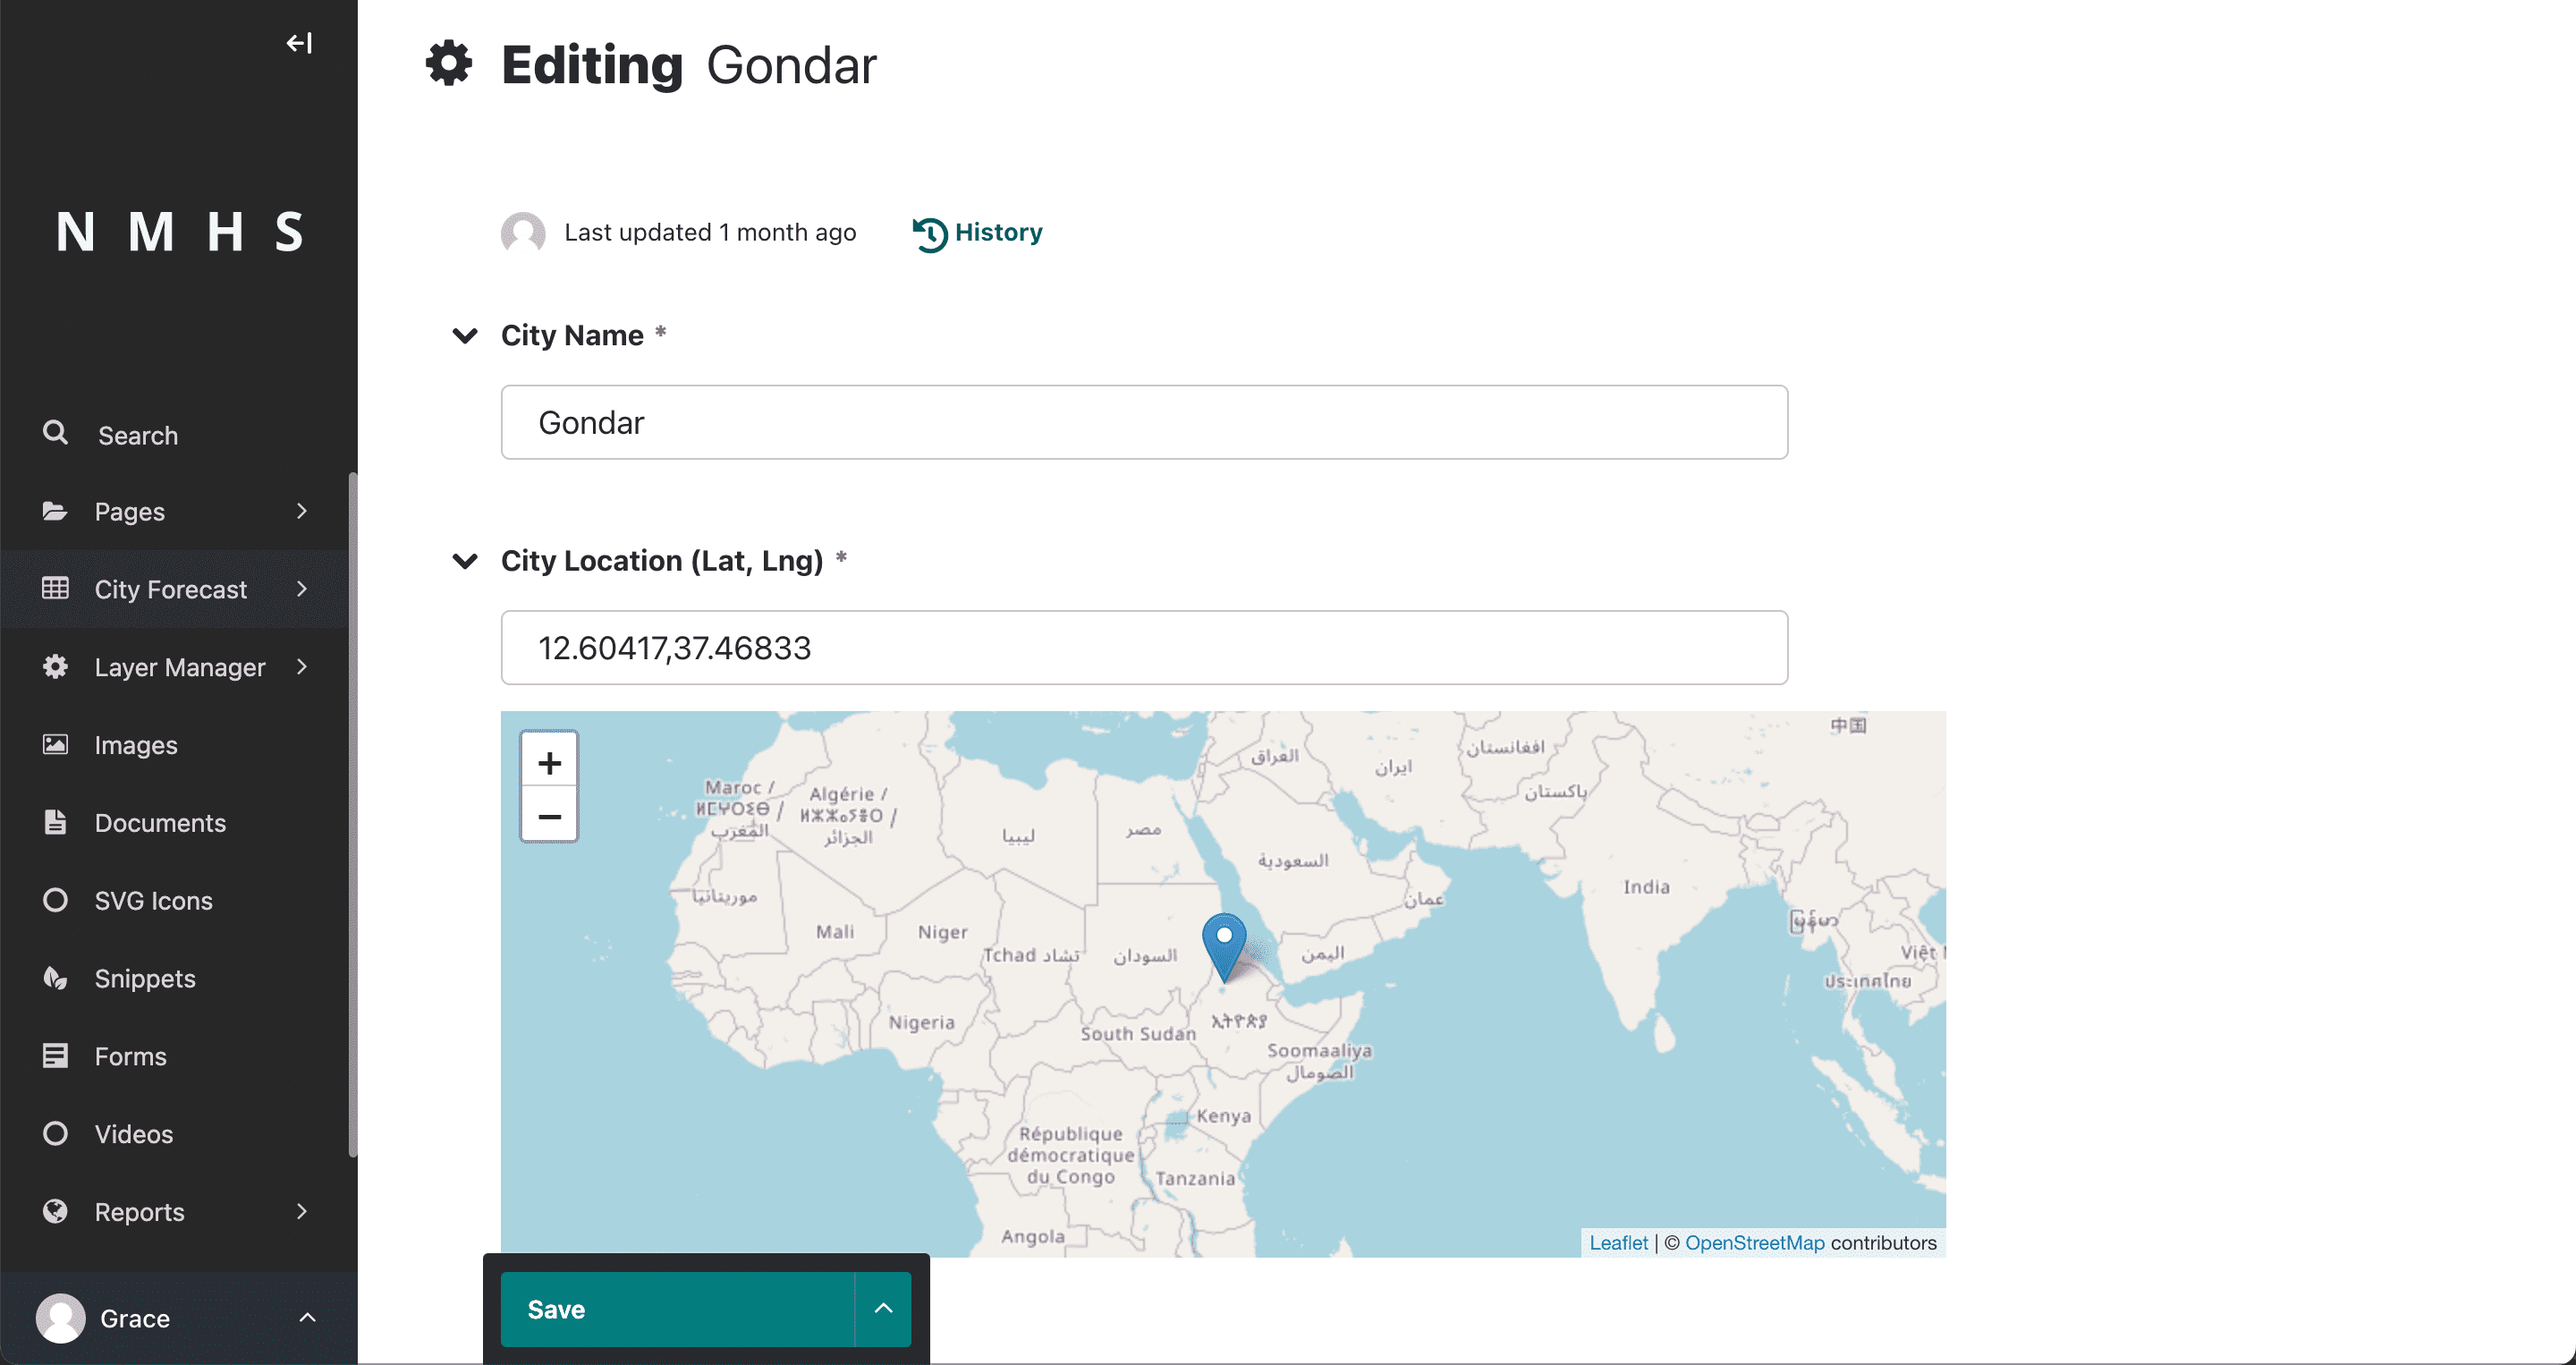 Editing Gondar
N M H S
Last updated 1 month ago
History
City Name *
Gondar
Search
Pages
City Forecast
Layer Manager
Images
Documents
SVG Icons
Snippets
Forms
Videos
Reports
Grace
City Location (Lat, Lng) *
12.60417,37.46833
+
−
中国
افغانستان
العراق
ايران
پاکستان
Maroc /
ⵍⵎⵖⵔⵉⴱ /
المغرب
Algérie /
الجزائر
ليبيا
مصر
السعودية
India
موريتانيا
عمان
Mali
Niger
Tchad تشاد
السودان
اليمن
Việt
ประเทศไทย
Nigeria
South Sudan
ኢትዮጵያ
Soomaaliya
الصومال
Kenya
République
démocratique
du Congo
Tanzania
Angola
Leaflet | © OpenStreetMap contributors
Save